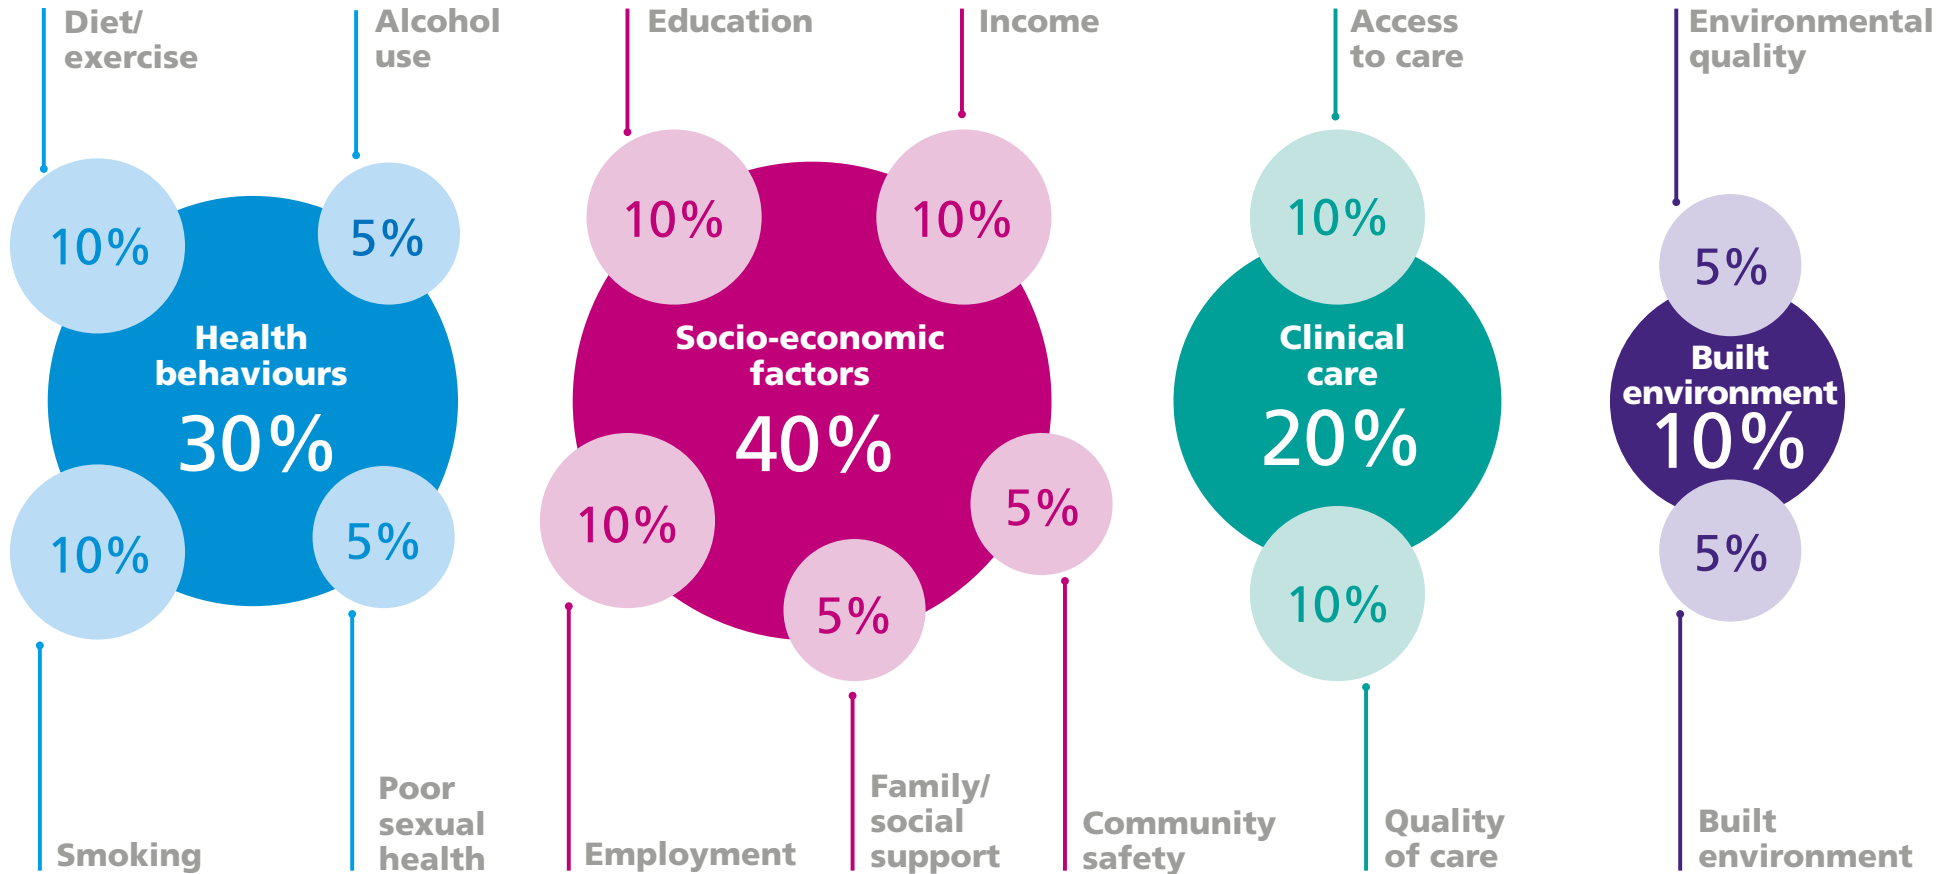 Diet/
exercise
Alcohol
use
Education
Income
Access
to care
Environmental
quality
10%
5%
10%
10%
10%
5%
Health
behaviours
30%
Socio-economic
factors
40%
Clinical
care
20%
Built
environment
10%
10%
5%
10%
5%
5%
10%
5%
Smoking
Poor
sexual
health
Employment
Family/
social
support
Community
safety
Quality
of care
Built
environment